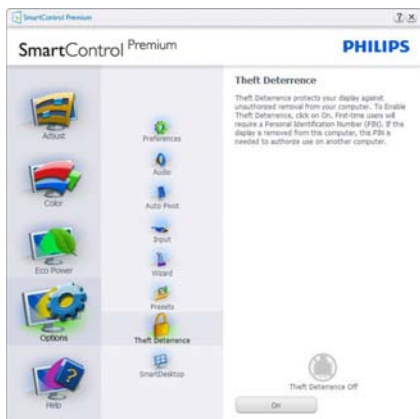 SmartControl Premium
SmartControl Premium
PHILIPS
Adjust
Color
Eco Power
Options
Help
Preferences
Audio
Auto Pivot
Input
Wizard
Presets
Theft Deterrence
SmartDesktop
Theft Deterrence
Theft Deterrence protects your display against
unauthorized removal from your computer. To Enable
Theft Deterrence, click on On. First-time users will
require a Personal Identification Number (PIN). If the
display is removed from this computer, this PIN is
needed to authorize use on another computer.
Theft Deterrence Off
On